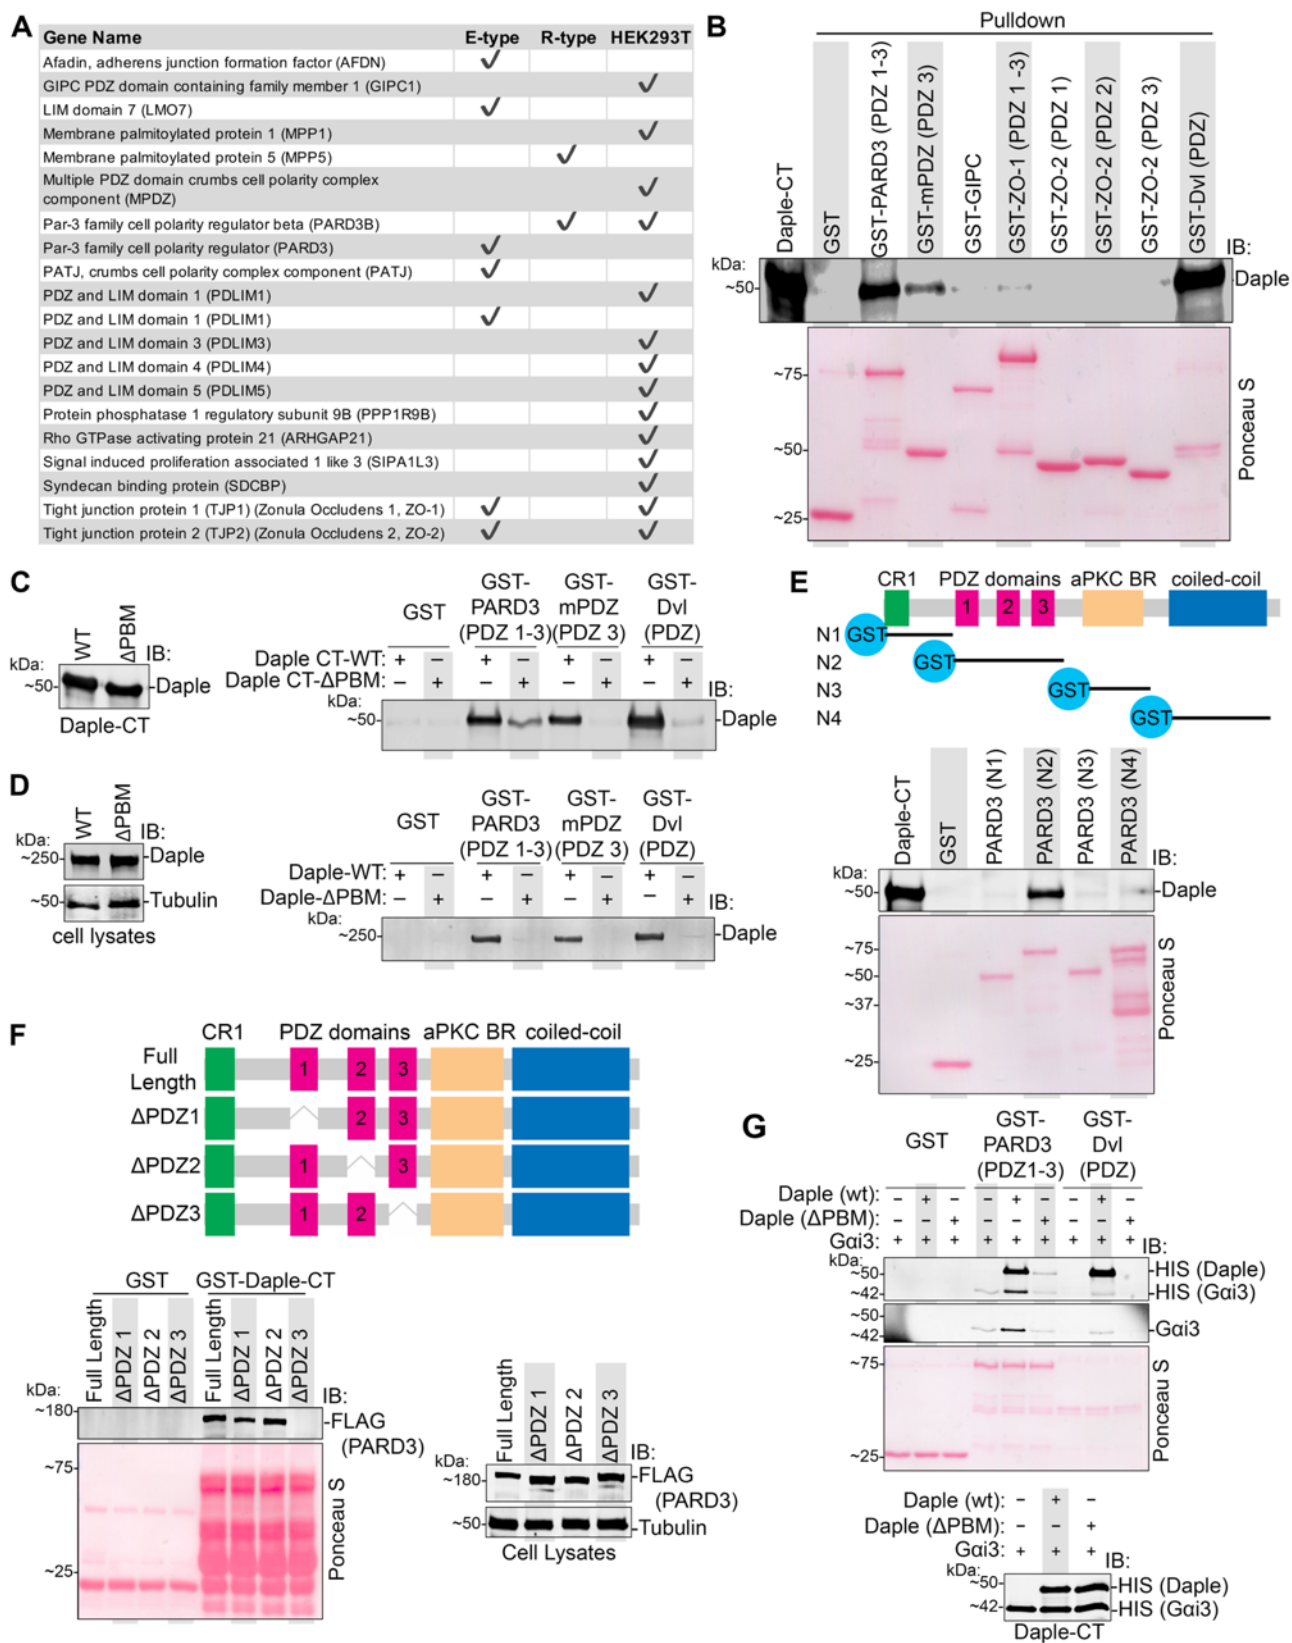 A
Gene Name E-type R-type HEK293T
Afadin, adherens junction formation factor (AFDN) ✓
GIPC PDZ domain containing family member 1 (GIPC1) ✓
LIM domain 7 (LMO7) ✓
Membrane palmitoylated protein 1 (MPP1) ✓
Membrane palmitoylated protein 5 (MPP5) ✓
Multiple PDZ domain crumbs cell polarity complex
component (MPDZ) ✓
Par-3 family cell polarity regulator beta (PARD3B) ✓ ✓
Par-3 family cell polarity regulator (PARD3) ✓
PATJ, crumbs cell polarity complex component (PATJ) ✓
PDZ and LIM domain 1 (PDLIM1) ✓
PDZ and LIM domain 1 (PDLIM1) ✓
PDZ and LIM domain 3 (PDLIM3) ✓
PDZ and LIM domain 4 (PDLIM4) ✓
PDZ and LIM domain 5 (PDLIM5) ✓
Protein phosphatase 1 regulatory subunit 9B (PPP1R9B) ✓
Rho GTPase activating protein 21 (ARHGAP21) ✓
Signal induced proliferation associated 1 like 3 (SIPA1L3) ✓
Syndecan binding protein (SDCBP) ✓
Tight junction protein 1 (TJP1) (Zonula Occludens 1, ZO-1) ✓ ✓
Tight junction protein 2 (TJP2) (Zonula Occludens 2, ZO-2) ✓ ✓
B
Pulldown
Daple-CT
GST
GST-PARD3 (PDZ 1-3)
GST-mPDZ (PDZ 3)
GST-GIPC
GST-ZO-1 (PDZ 1 -3)
GST-ZO-2 (PDZ 1)
GST-ZO-2 (PDZ 2)
GST-ZO-2 (PDZ 3)
GST-Dvl (PDZ)
IB:
kDa:
~50- -Daple
~75-
~50-
~25-
Ponceau S
C
WT
ΔPBM
IB:
kDa:
~50- -Daple
Daple-CT
GST
GST-
PARD3
(PDZ 1-3)
GST-
mPDZ
(PDZ 3)
GST-
Dvl
(PDZ)
Daple CT-WT: + – + – + – + –
Daple CT-ΔPBM: – + – + – + – +
IB:
kDa:
~50- -Daple
D
WT
ΔPBM
IB:
kDa:
~250- -Daple
~50- -Tubulin
cell lysates
GST
GST-
PARD3
(PDZ 1-3)
GST-
mPDZ
(PDZ 3)
GST-
Dvl
(PDZ)
Daple-WT: + – + – + – + –
Daple-ΔPBM: – + – + – + – +
IB:
kDa:
~250- -Daple
E
CR1 PDZ domains aPKC BR coiled-coil
1 2 3
N1 GST
N2 GST
N3 GST
N4 GST
Daple-CT
GST
PARD3 (N1)
PARD3 (N2)
PARD3 (N3)
PARD3 (N4)
IB:
kDa:
~50- -Daple
~75-
~50-
~37-
~25-
Ponceau S
F
CR1 PDZ domains aPKC BR coiled-coil
Full
Length
1 2 3
ΔPDZ1 2 3
ΔPDZ2 1 3
ΔPDZ3 1 2
GST GST-Daple-CT
Full Length
ΔPDZ 1
ΔPDZ 2
ΔPDZ 3
Full Length
ΔPDZ 1
ΔPDZ 2
ΔPDZ 3
IB:
kDa:
~180- -FLAG
(PARD3)
~75-
~25-
Ponceau S
Full Length
ΔPDZ 1
ΔPDZ 2
ΔPDZ 3
IB:
kDa:
~180- -FLAG
(PARD3)
~50- -Tubulin
Cell Lysates
G
GST
GST-
PARD3
(PDZ1-3)
GST-
Dvl
(PDZ)
Daple (wt): – + – – + – – + –
Daple (ΔPBM): – – + – – + – – +
Gαi3: + + + + + + + + +
IB:
kDa:
~50- -HIS (Daple)
~42- -HIS (Gαi3)
~50-
~42- -Gαi3
~75-
~25-
Ponceau S
Daple (wt): – + –
Daple (ΔPBM): – – +
Gαi3: + + +
IB:
kDa:
~50- -HIS (Daple)
~42- -HIS (Gαi3)
Daple-CT